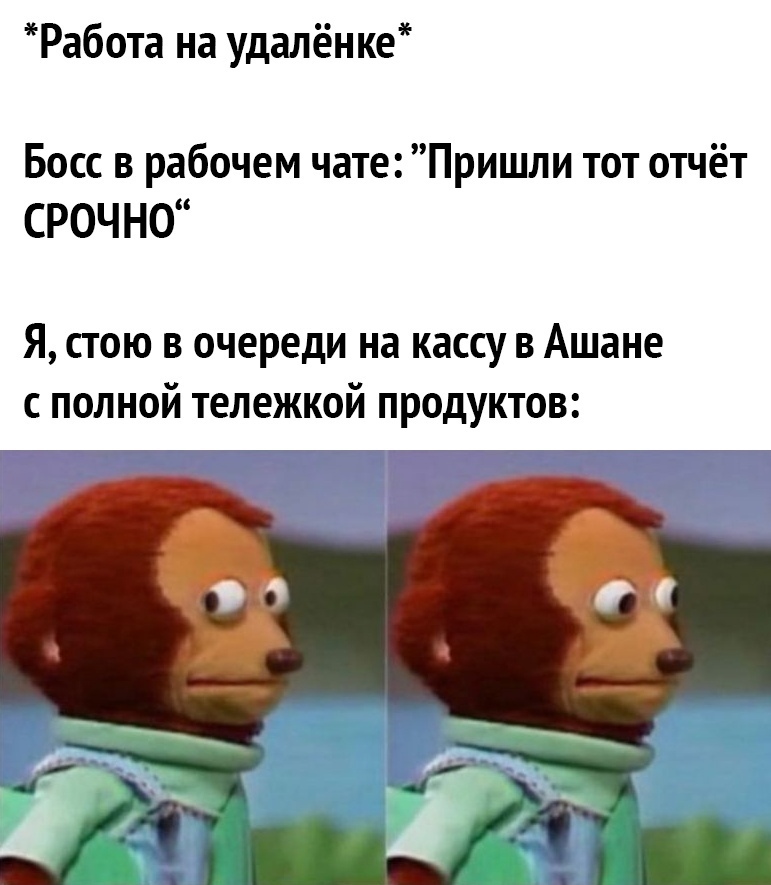 *Работа на удалёнке*
Босс в рабочем чате: ”Пришли тот отчёт
СРОЧНО“
Я, стою в очереди на кассу в Ашане
с полной тележкой продуктов: